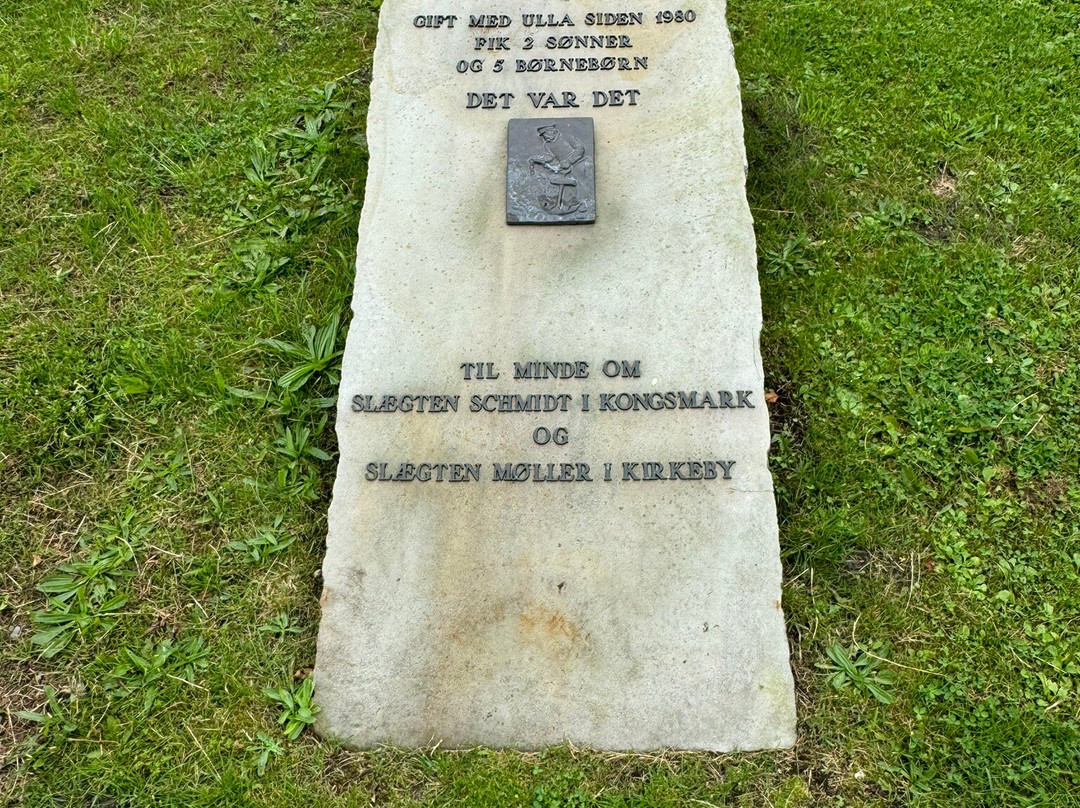 GIFT MED ULLA SIDEN 1980
FIK 2 SØNNER
OG 5 BØRNEBØRN
DET VAR DET
TIL MINDE OM
SLÆGTEN SCHMIDT I KONGSMARK
OG
SLÆGTEN MØLLER I KIRKEBY